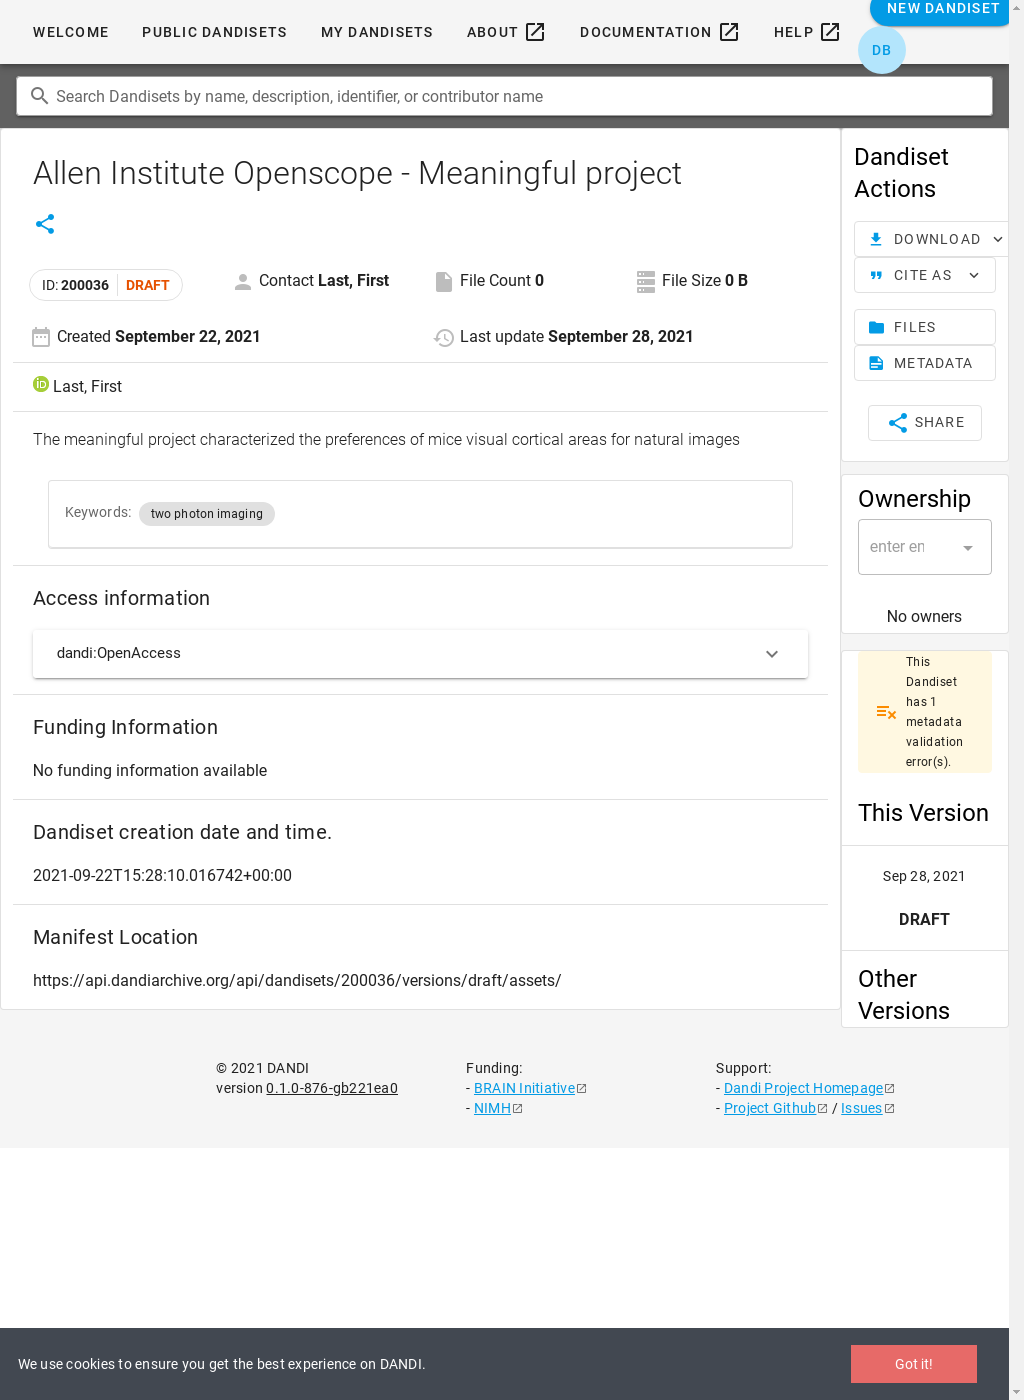 NEW DANDISET
WELCOME
PUBLIC DANDISETS
MY DANDISETS
ABOUT
DOCUMENTATION
HELP
DB
Search Dandisets by name, description, identifier, or contributor name
Allen Institute Openscope - Meaningful project
ID: 200036 DRAFT
Contact Last, First
File Count 0
File Size 0 B
Created September 22, 2021
Last update September 28, 2021
iD Last, First
The meaningful project characterized the preferences of mice visual cortical areas for natural images
Keywords: two photon imaging
Access information
dandi:OpenAccess
Funding Information
No funding information available
Dandiset creation date and time.
2021-09-22T15:28:10.016742+00:00
Manifest Location
https://api.dandiarchive.org/api/dandisets/200036/versions/draft/assets/
Dandiset
Actions
DOWNLOAD
CITE AS
FILES
METADATA
SHARE
Ownership
enter en
No owners
This
Dandiset
has 1
metadata
validation
error(s).
This Version
Sep 28, 2021
DRAFT
Other
Versions
© 2021 DANDI
version 0.1.0-876-gb221ea0
Funding:
- BRAIN Initiative
- NIMH
Support:
- Dandi Project Homepage
- Project Github / Issues
We use cookies to ensure you get the best experience on DANDI.
Got it!